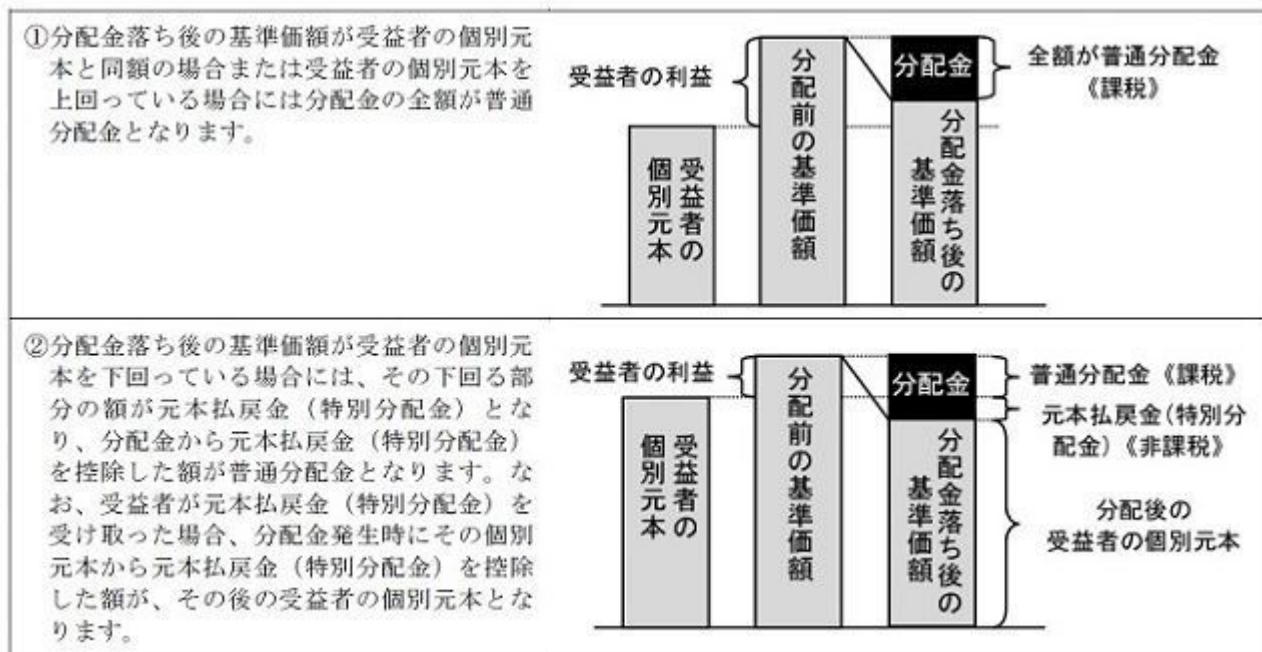 ①分配金落ち後の基準価額が受益者の個別元
本と同額の場合または受益者の個別元本を
上回っている場合には分配金の全額が普通
分配金となります。
受益者の利益
受益者の
個別元本
分配前の基準価額
分配金
分配金落ち後の
基準価額
全額が普通分配金
《課税》
②分配金落ち後の基準価額が受益者の個別元
本を下回っている場合には、その下回る部
分の額が元本払戻金（特別分配金）とな
り、分配金から元本払戻金（特別分配金）
を控除した額が普通分配金となります。な
お、受益者が元本払戻金（特別分配金）を
受け取った場合、分配金発生時にその個別
元本から元本払戻金（特別分配金）を控除
した額が、その後の受益者の個別元本とな
ります。
受益者の利益
受益者の
個別元本
分配前の基準価額
分配金
分配金落ち後の
基準価額
普通分配金《課税》
元本払戻金(特別分
配金)《非課税》
分配後の
受益者の個別元本